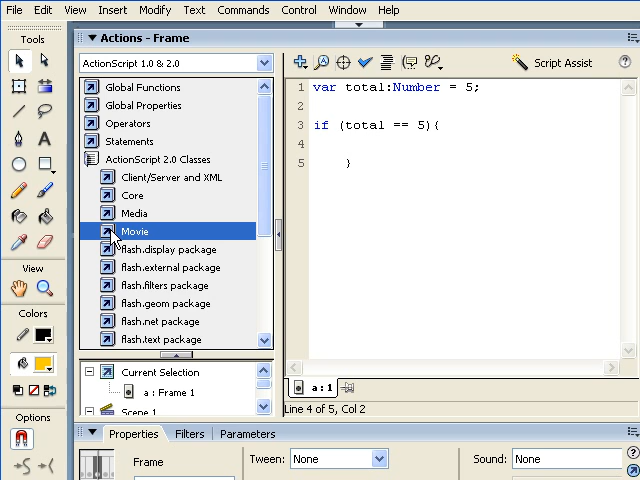 File Edit View Insert Modify Text Commands Control Window Help
Tools
View
Colors
Options
Actions - Frame
ActionScript 1.0 & 2.0
Global Functions
Global Properties
Operators
Statements
ActionScript 2.0 Classes
Client/Server and XML
Core
Media
Movie
flash.display package
flash.external package
flash.filters package
flash.geom package
flash.net package
flash.text package
Current Selection
a : Frame 1
Scene 1
Script Assist
1 var total:Number = 5;
2
3 if (total == 5){
4
5 }
a : 1
Line 4 of 5, Col 2
Properties Filters Parameters
Frame Tween: None Sound: None